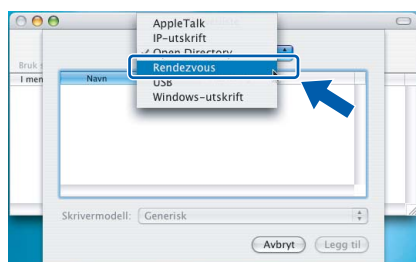 AppleTalk
IP-utskrift
✓ Open Directory
Rendezvous
USB
Windows-utskrift
Bruk
I men
Navn
Skrivermodell: Generisk
Avbryt
Legg til